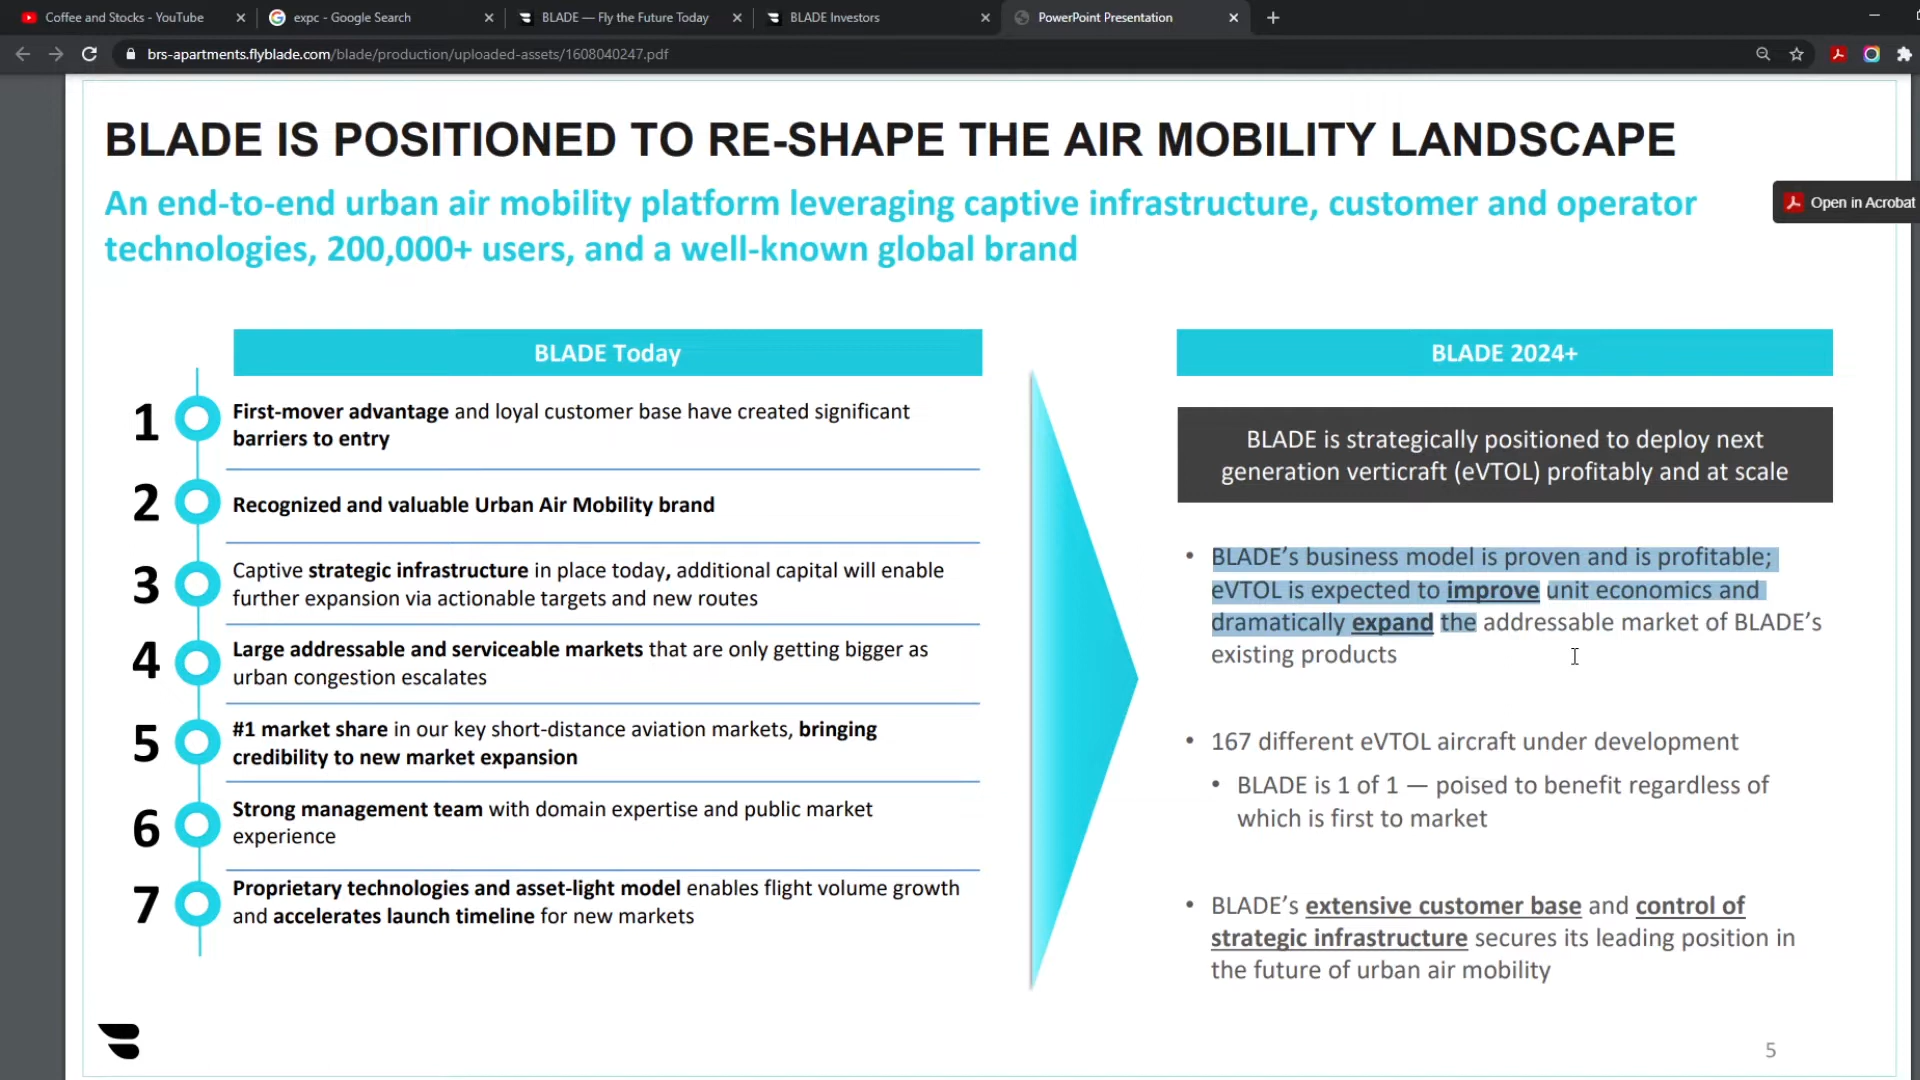 Coffee and Stocks - YouTube
expc - Google Search
BLADE — Fly the Future Today
BLADE Investors
PowerPoint Presentation
brs-apartments.flyblade.com/blade/production/uploaded-assets/1608040247.pdf
BLADE IS POSITIONED TO RE-SHAPE THE AIR MOBILITY LANDSCAPE
An end-to-end urban air mobility platform leveraging captive infrastructure, customer and operator
technologies, 200,000+ users, and a well-known global brand
Open in Acrobat
BLADE Today
1
First-mover advantage and loyal customer base have created significant
barriers to entry
2
Recognized and valuable Urban Air Mobility brand
3
Captive strategic infrastructure in place today, additional capital will enable
further expansion via actionable targets and new routes
4
Large addressable and serviceable markets that are only getting bigger as
urban congestion escalates
5
#1 market share in our key short-distance aviation markets, bringing
credibility to new market expansion
6
Strong management team with domain expertise and public market
experience
7
Proprietary technologies and asset-light model enables flight volume growth
and accelerates launch timeline for new markets
BLADE 2024+
BLADE is strategically positioned to deploy next
generation verticraft (eVTOL) profitably and at scale
• BLADE’s business model is proven and is profitable;
eVTOL is expected to improve unit economics and
dramatically expand the addressable market of BLADE’s
existing products
• 167 different eVTOL aircraft under development
• BLADE is 1 of 1 — poised to benefit regardless of
which is first to market
• BLADE’s extensive customer base and control of
strategic infrastructure secures its leading position in
the future of urban air mobility
5